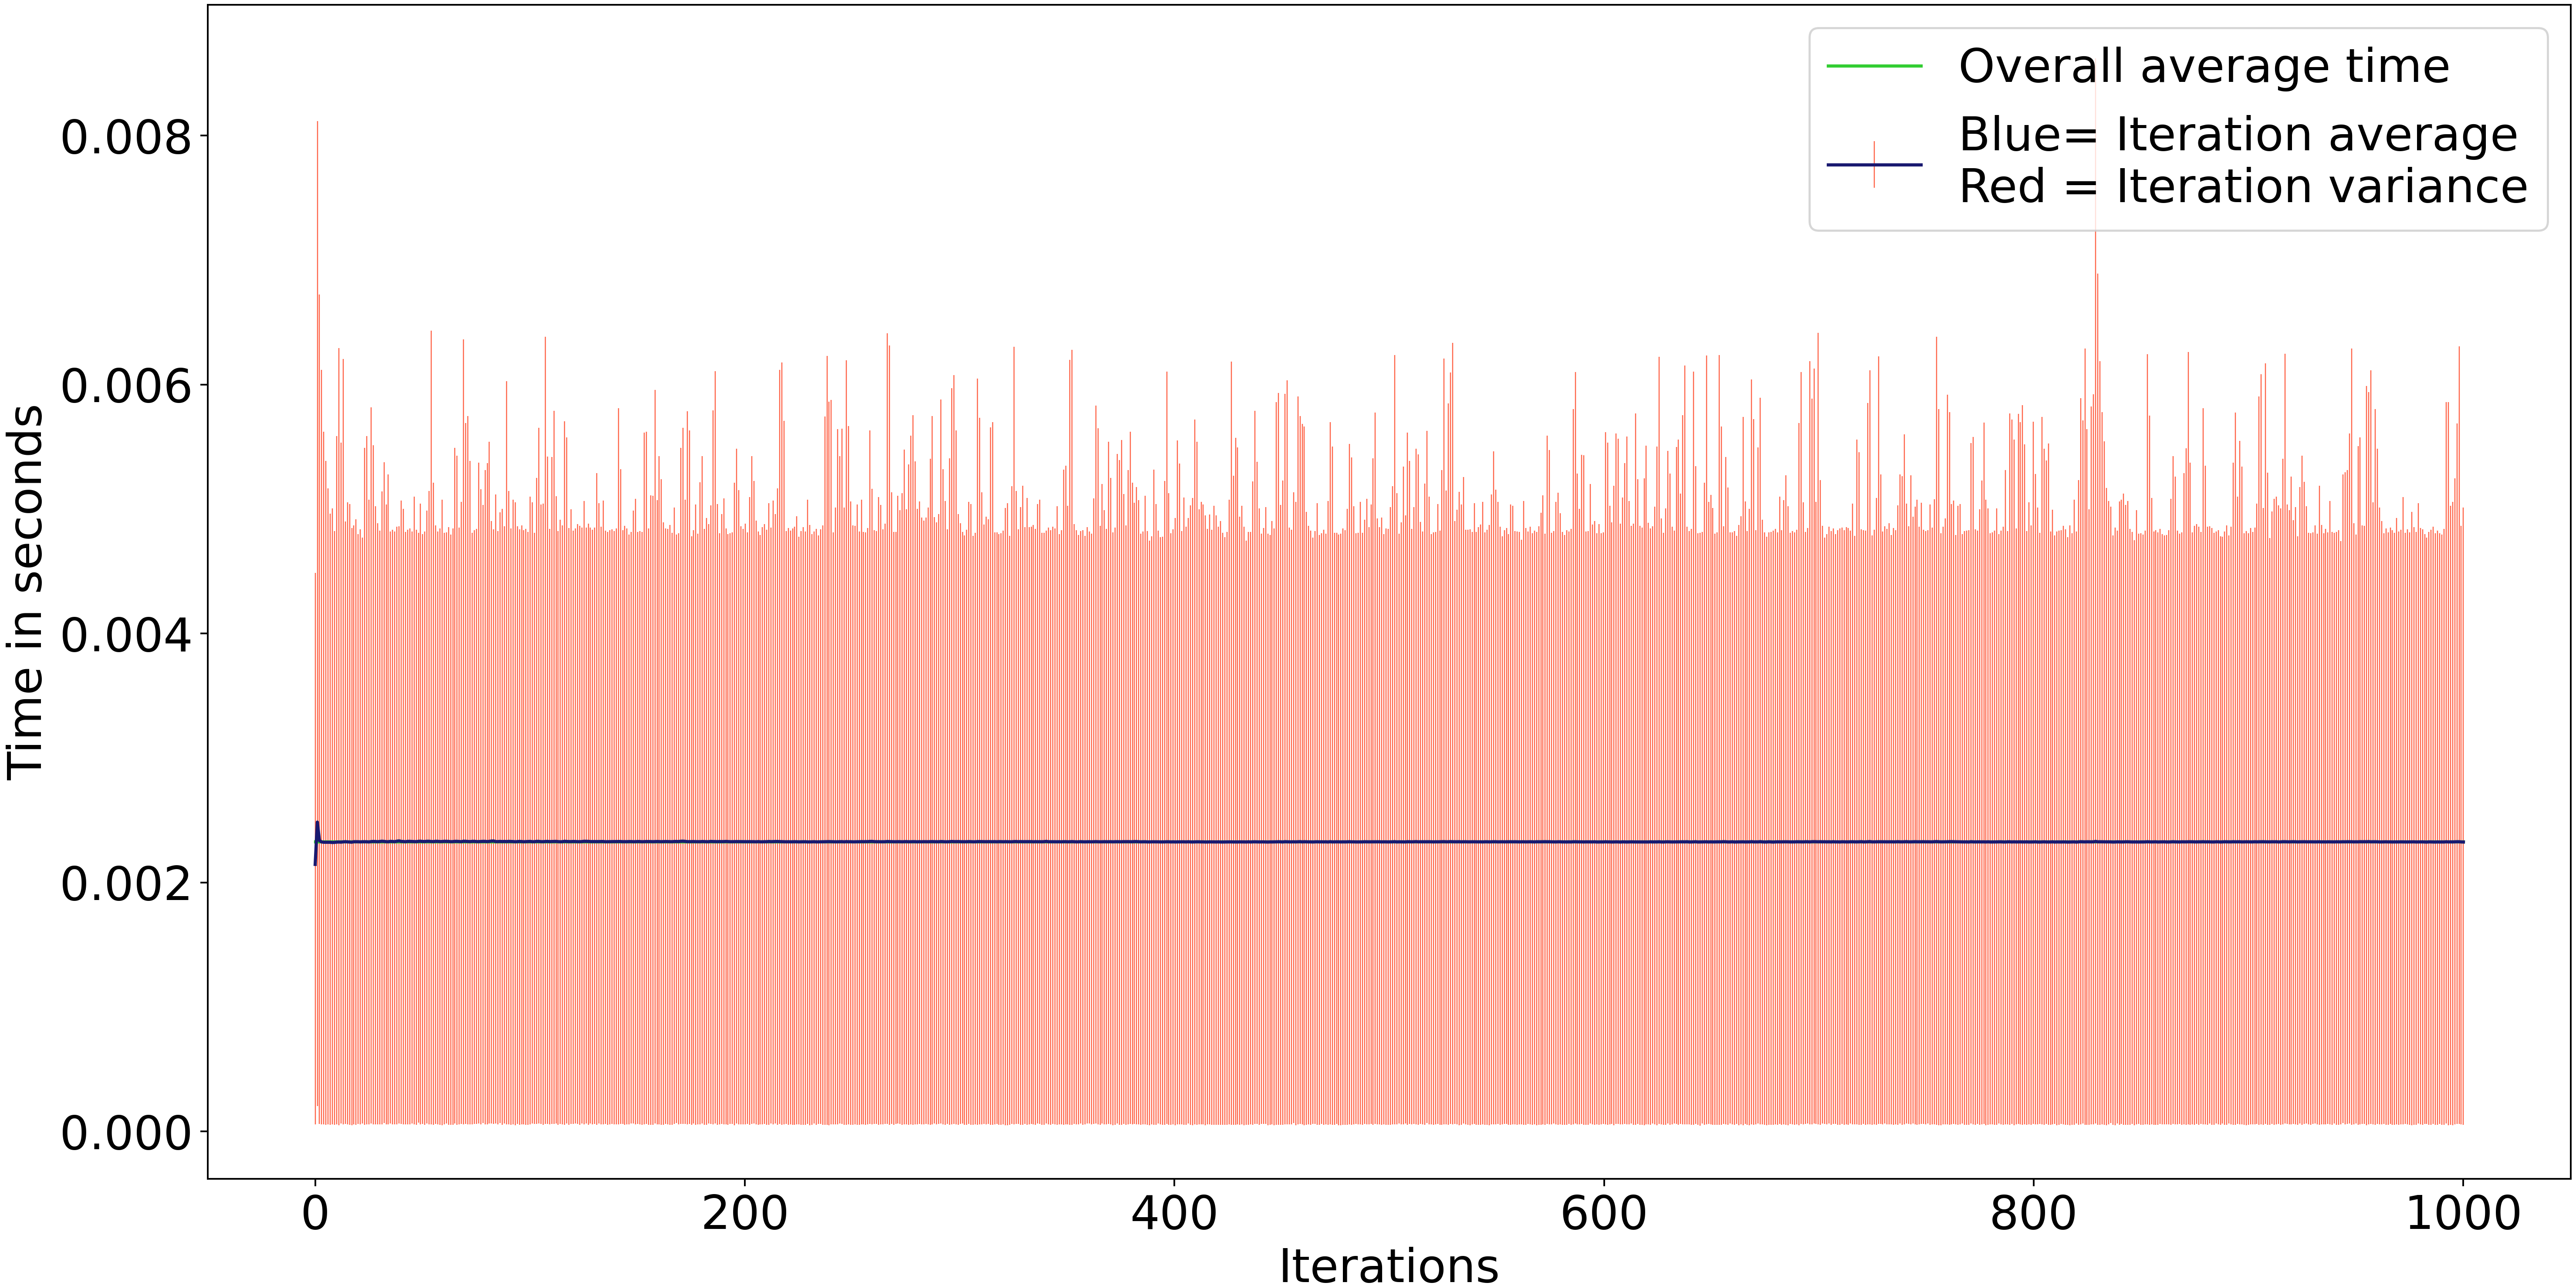 Overall average time
Blue= Iteration average
Red = Iteration variance
Time in seconds
0.008
0.006
0.004
0.002
0.000
0
200
400
600
800
1000
Iterations